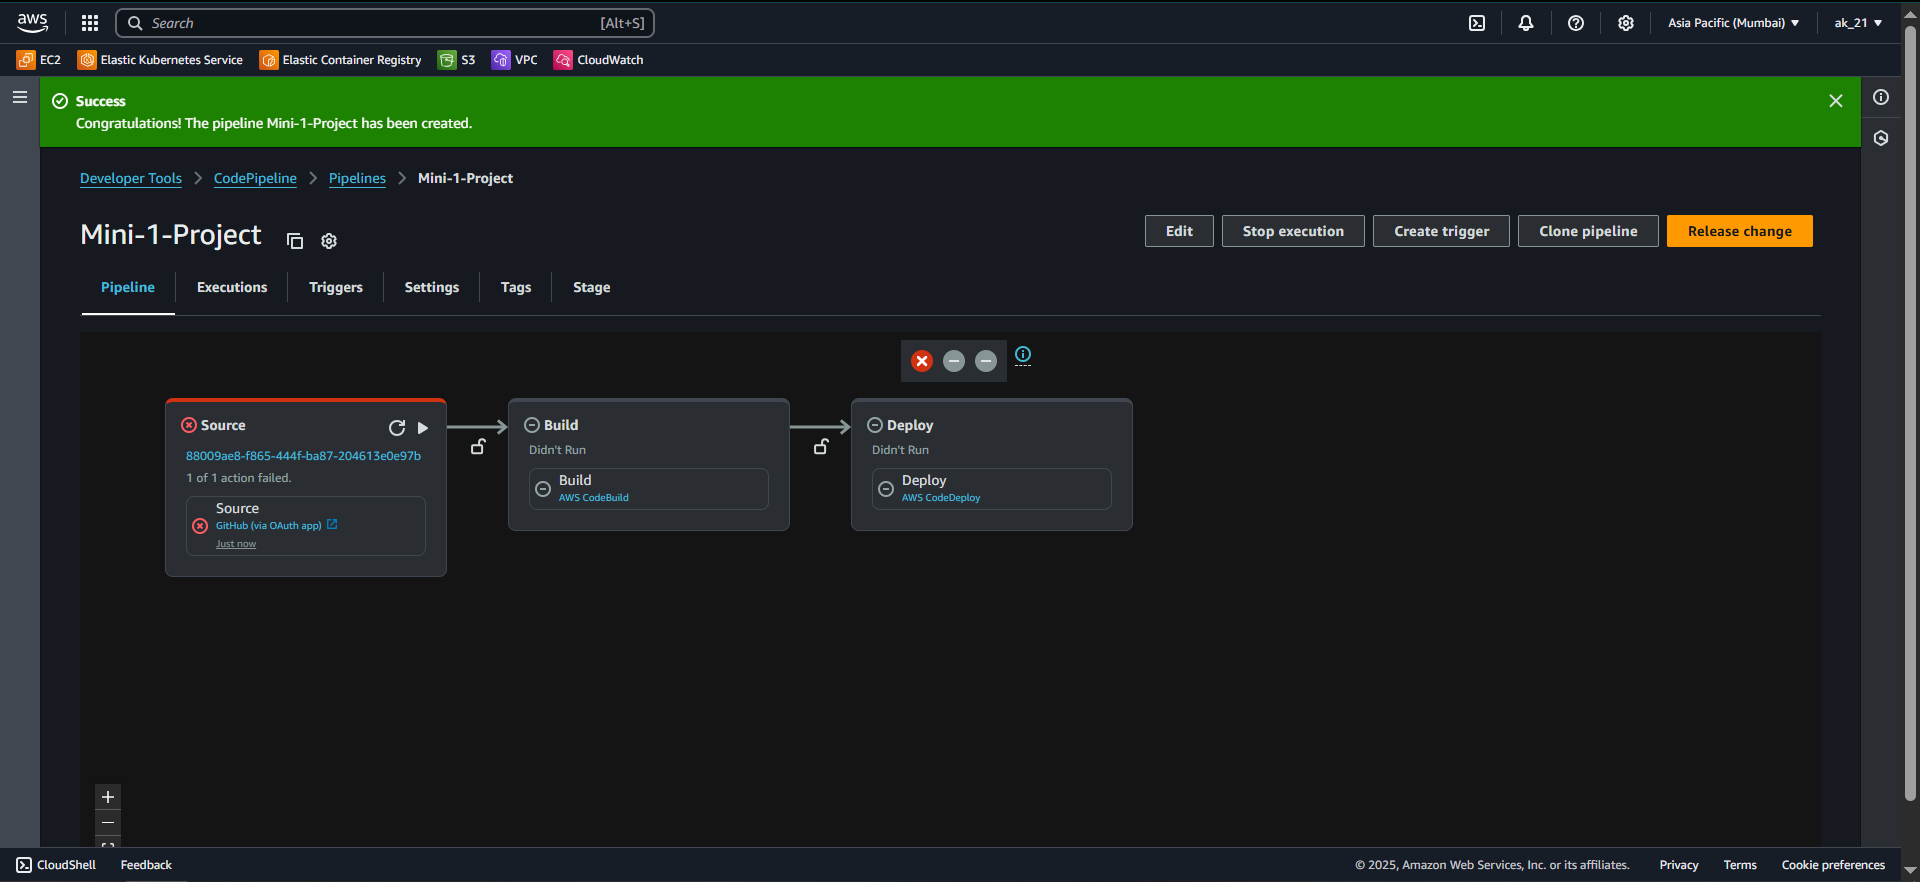 aws
Search
[Alt+S]
Asia Pacific (Mumbai)
ak_21
EC2
Elastic Kubernetes Service
Elastic Container Registry
S3
VPC
CloudWatch
Success
Congratulations! The pipeline Mini-1-Project has been created.
Developer Tools
CodePipeline
Pipelines
Mini-1-Project
Mini-1-Project
Edit
Stop execution
Create trigger
Clone pipeline
Release change
Pipeline
Executions
Triggers
Settings
Tags
Stage
Source
88009ae8-f865-444f-ba87-204613e0e97b
1 of 1 action failed.
Source
GitHub (via OAuth app)
Just now
Build
Didn't Run
Build
AWS CodeBuild
Deploy
Didn't Run
Deploy
AWS CodeDeploy
CloudShell
Feedback
© 2025, Amazon Web Services, Inc. or its affiliates.
Privacy
Terms
Cookie preferences